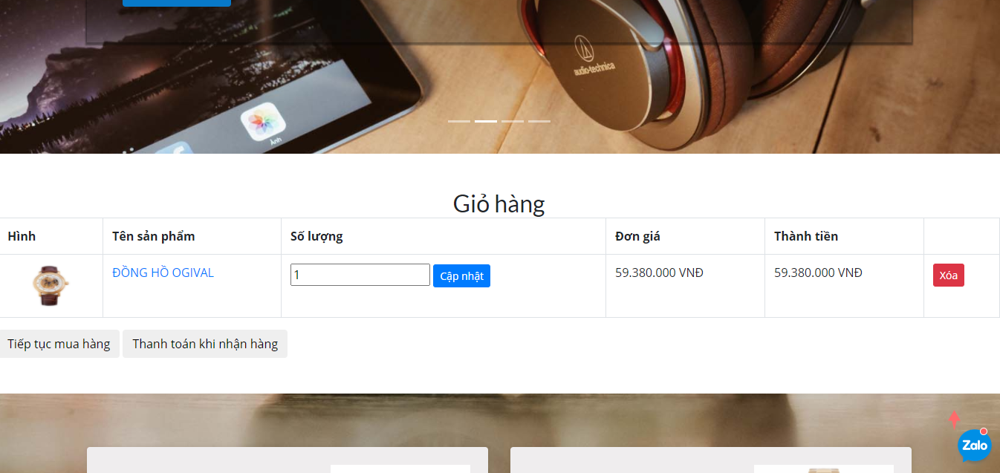 audio-technica
Ảnh
Giỏ hàng
Hình
Tên sản phẩm
Số lượng
Đơn giá
Thành tiền
ĐỒNG HỒ OGIVAL
1
Cập nhật
59.380.000 VNĐ
59.380.000 VNĐ
Xóa
Tiếp tục mua hàng
Thanh toán khi nhận hàng
Zalo